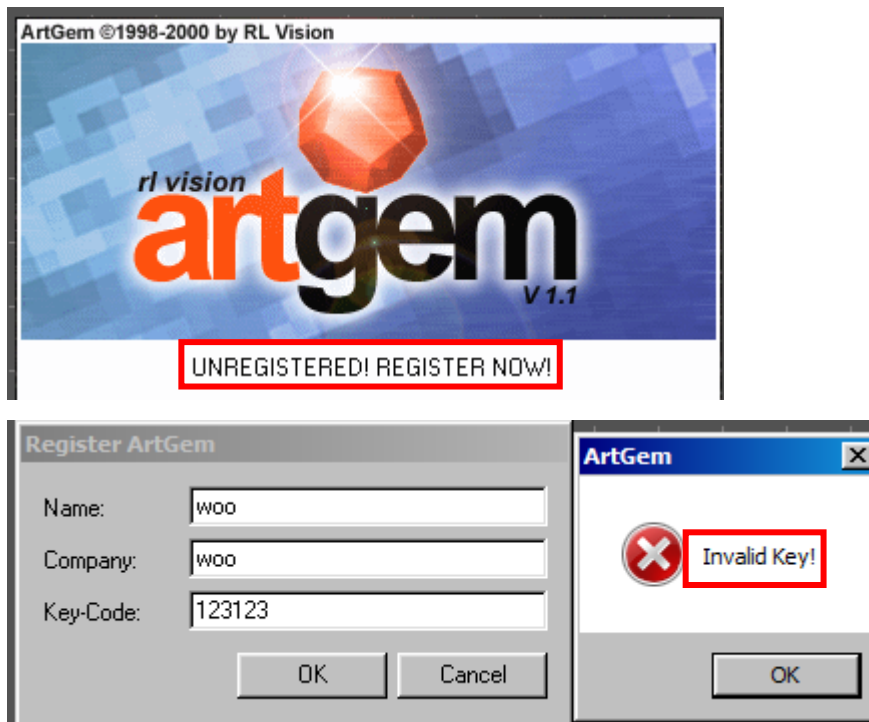 ArtGem ©1998-2000 by RL Vision
rl vision
artgem
V 1.1
UNREGISTERED! REGISTER NOW!
Register ArtGem
Name:
woo
Company:
woo
Key-Code:
123123
OK
Cancel
ArtGem
Invalid Key!
OK